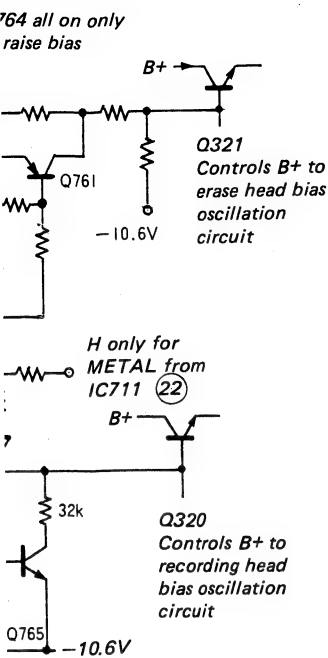 764 all on only
raise bias
B+
Q321
Controls B+ to
erase head bias
oscillation
circuit
Q761
−10.6V
H only for
METAL from
IC711 22
B+
7
32k
Q320
Controls B+ to
recording head
bias oscillation
circuit
Q765
−10.6V